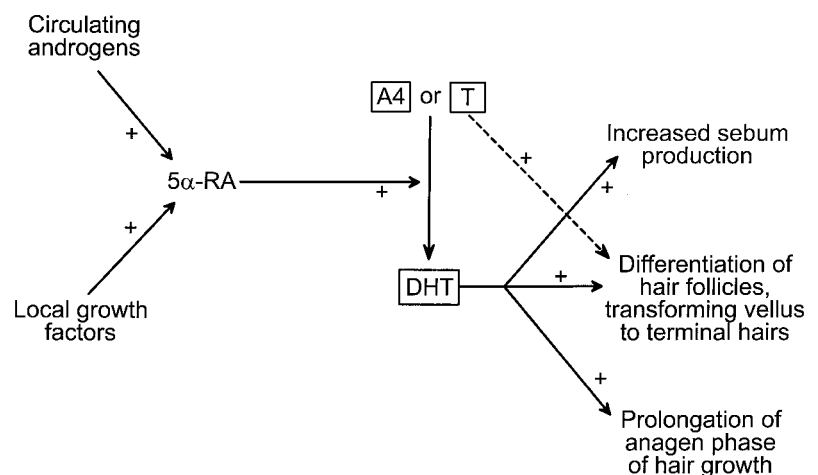 Circulating
androgens
+
A4 or T
+
Increased sebum
production
+
5α-RA
+
+
Differentiation of
hair follicles,
transforming vellus
to terminal hairs
DHT
+
Local growth
factors
+
Prolongation of
anagen phase
of hair growth